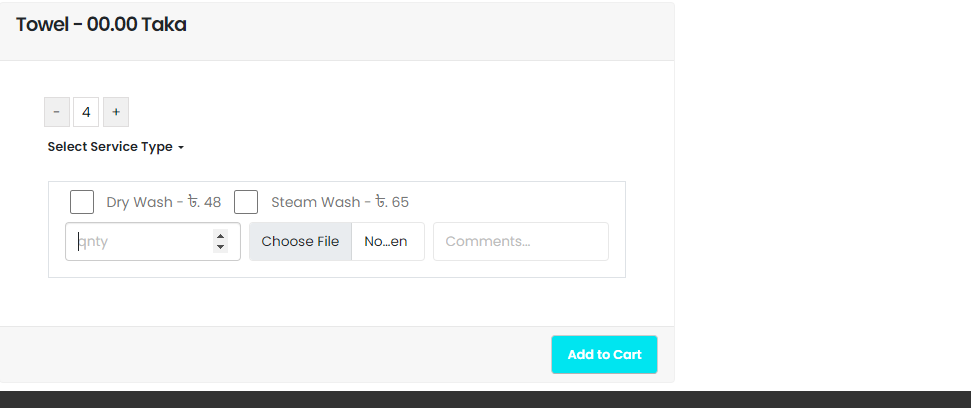 Towel - 00.00 Taka
- 4 +
Select Service Type
Dry Wash - ৳. 48 Steam Wash - ৳. 65
qnty Choose File No...en Comments...
Add to Cart